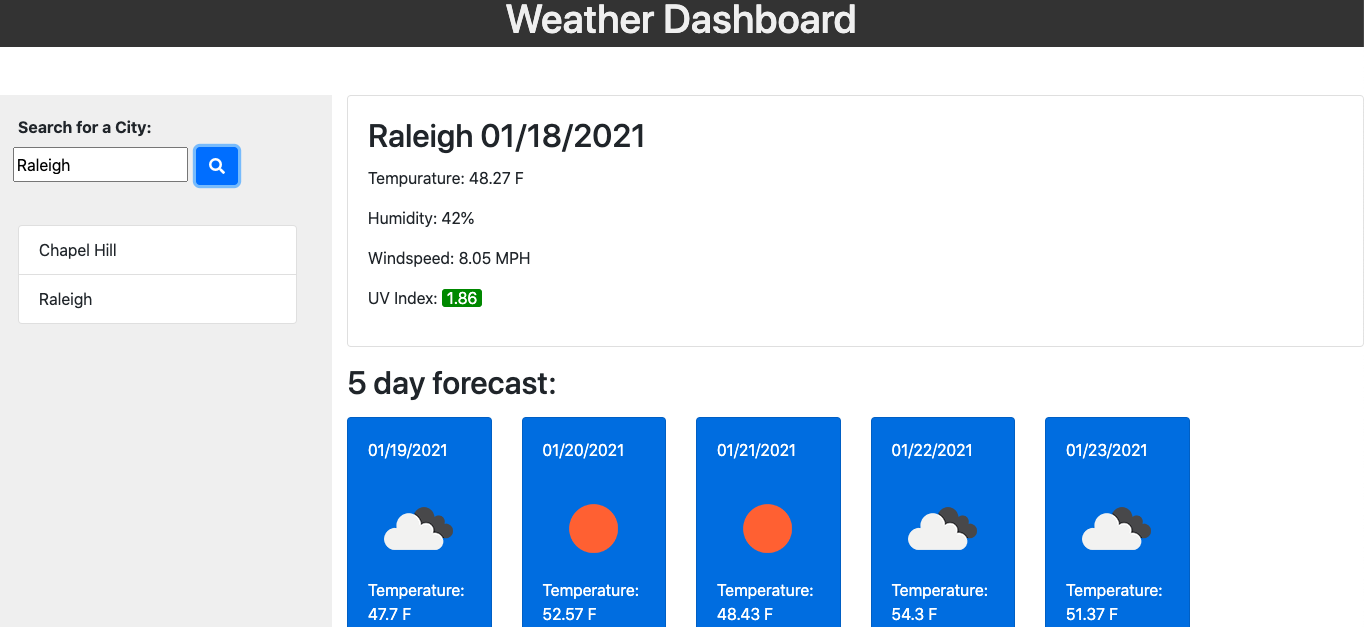 Weather Dashboard
Search for a City:
Raleigh
Chapel Hill
Raleigh
Raleigh 01/18/2021
Tempurature: 48.27 F
Humidity: 42%
Windspeed: 8.05 MPH
UV Index: 1.86
5 day forecast:
01/19/2021
Temperature:
47.7 F
01/20/2021
Temperature:
52.57 F
01/21/2021
Temperature:
48.43 F
01/22/2021
Temperature:
54.3 F
01/23/2021
Temperature:
51.37 F